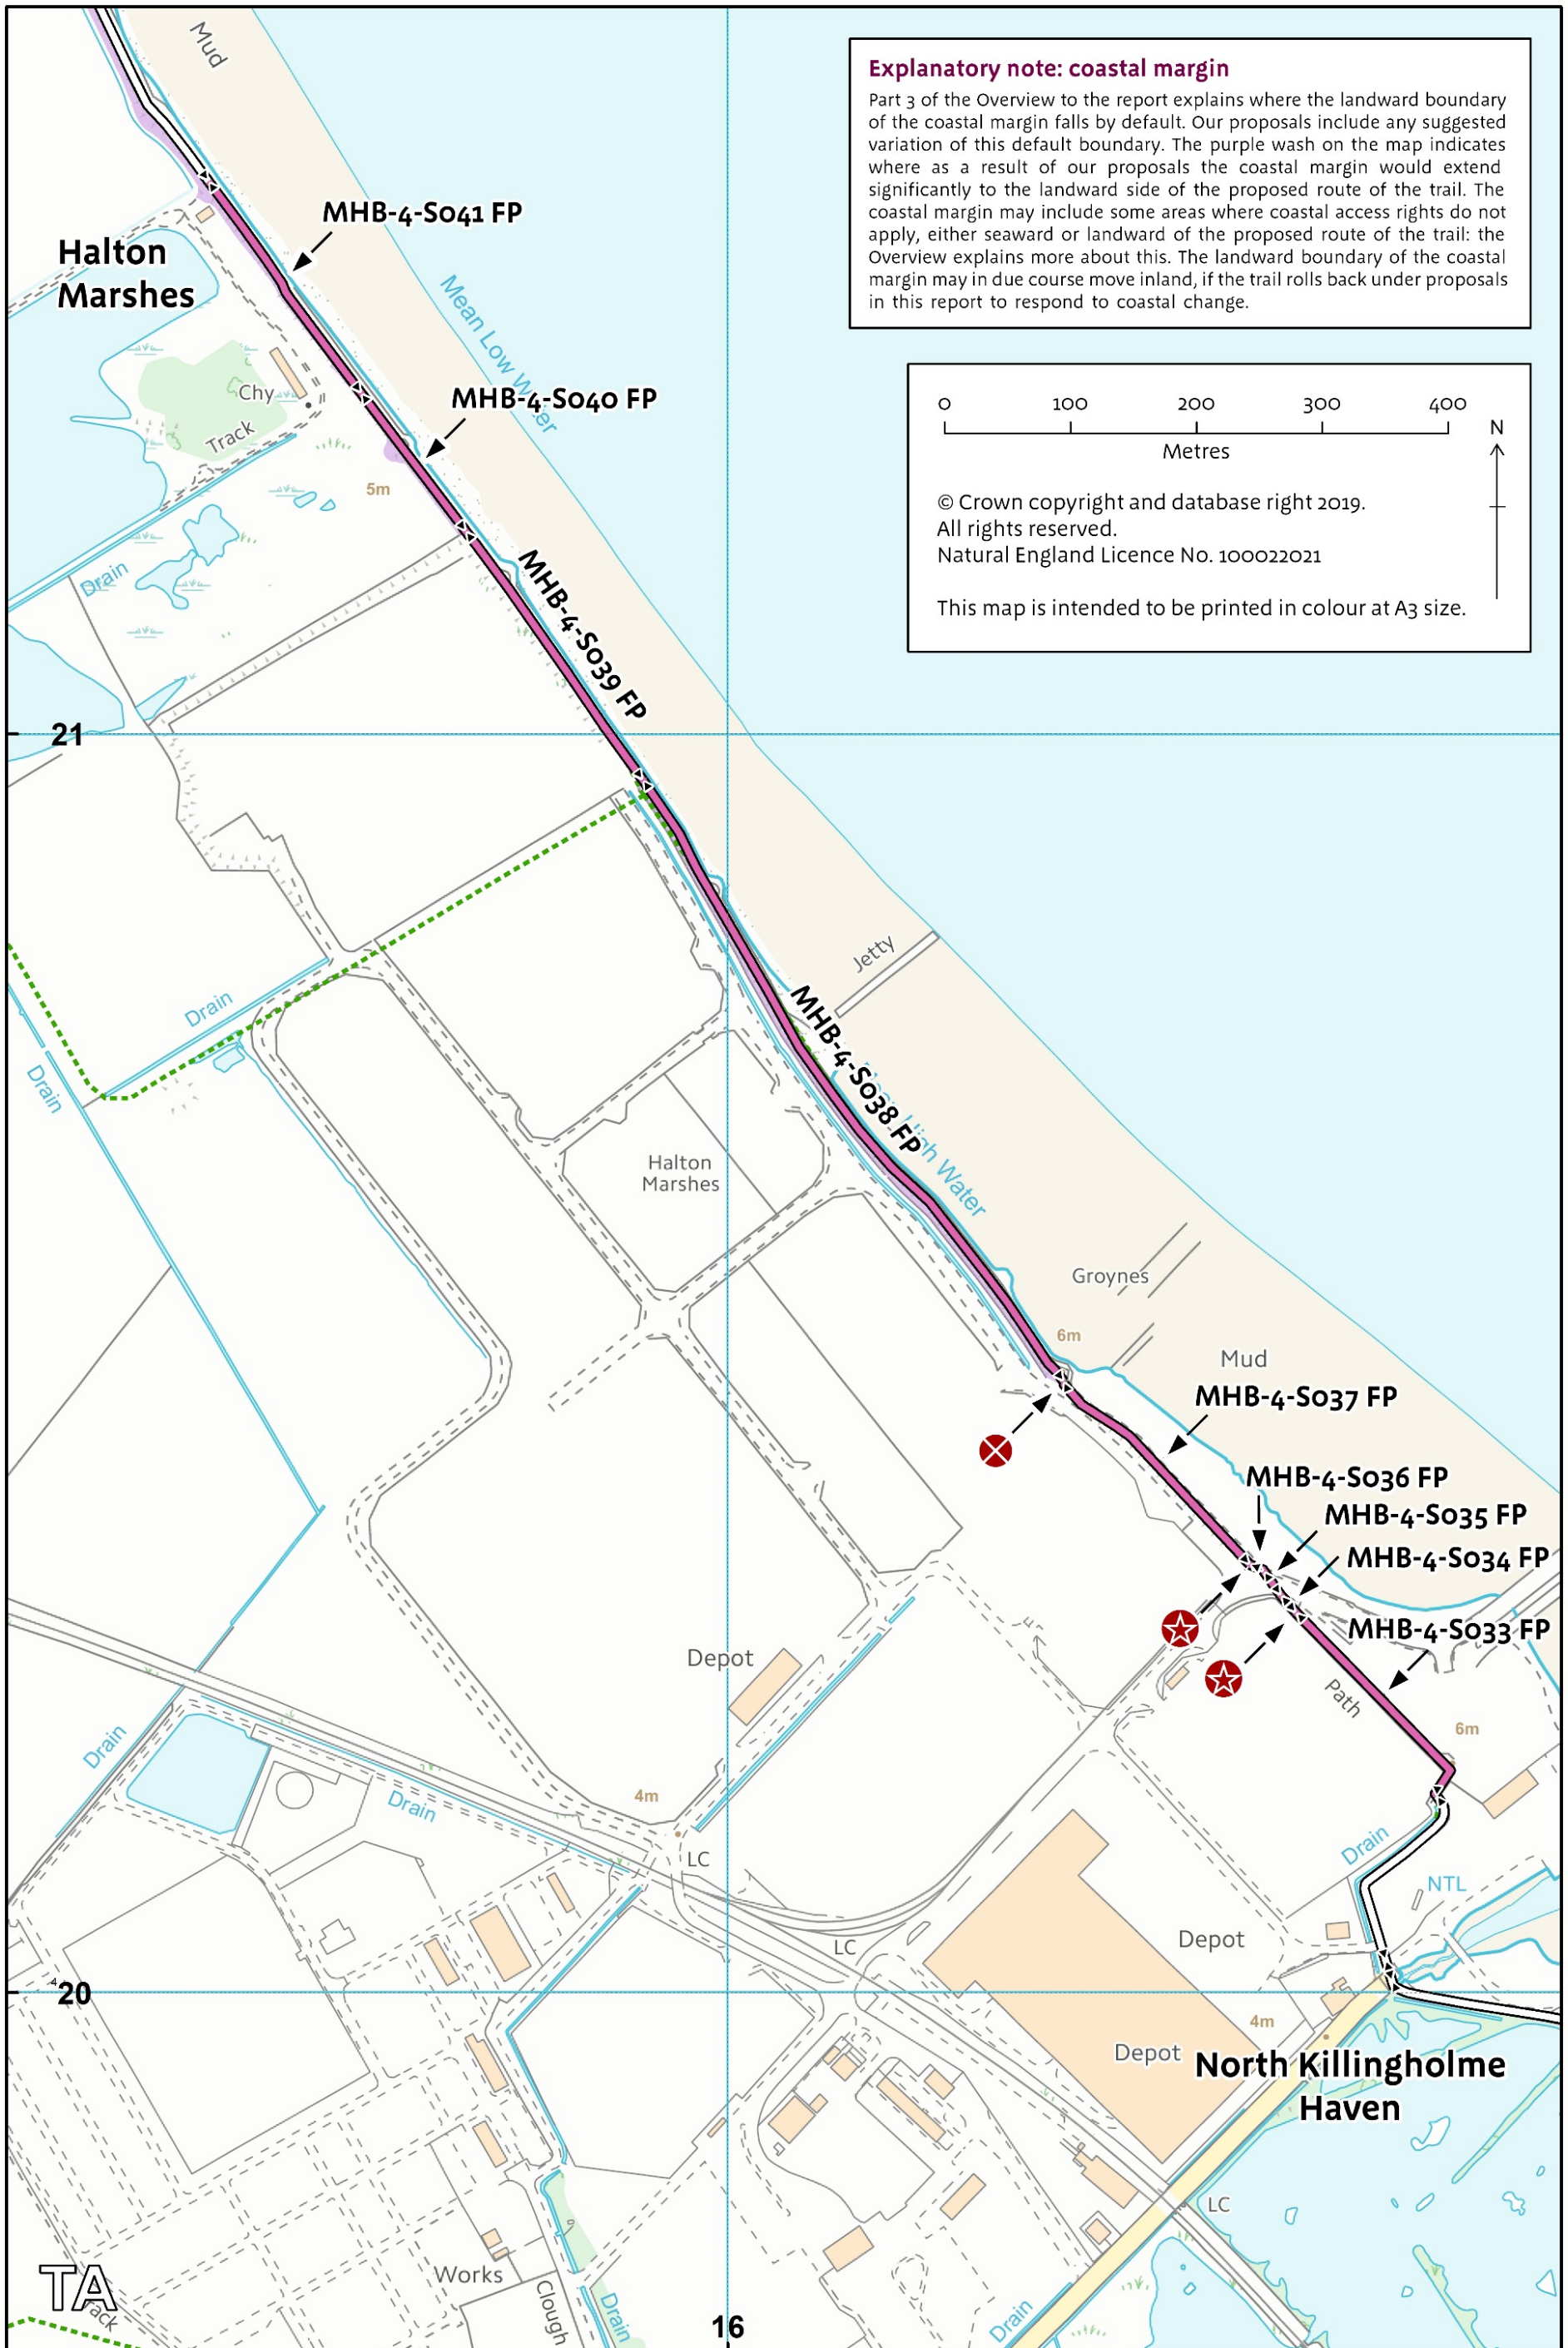 Mud
Explanatory note: coastal margin
Part 3 of the Overview to the report explains where the landward boundary
of the coastal margin falls by default. Our proposals include any suggested
variation of this default boundary. The purple wash on the map indicates
where as a result of our proposals the coastal margin would extend
significantly to the landward side of the proposed route of the trail. The
coastal margin may include some areas where coastal access rights do not
apply, either seaward or landward of the proposed route of the trail: the
Overview explains more about this. The landward boundary of the coastal
margin may in due course move inland, if the trail rolls back under proposals
in this report to respond to coastal change.
MHB-4-S041 FP
Halton
Marshes
Mean Low Water
0 100 200 300 400
Metres
N
© Crown copyright and database right 2019.
All rights reserved.
Natural England Licence No. 100022021
This map is intended to be printed in colour at A3 size.
Chy
MHB-4-S040 FP
Track
5m
Drain
MHB-4-S039 FP
21
Jetty
Drain
MHB-4-S038 FP
High Water
Drain
Halton
Marshes
Groynes
6m
Mud
MHB-4-S037 FP
MHB-4-S036 FP
MHB-4-S035 FP
MHB-4-S034 FP
MHB-4-S033 FP
Depot
Path
6m
Drain
4m
Drain
LC
Drain
NTL
Depot
LC
4 20
4m
Depot
North Killingholme
Haven
LC
Works
Clough
Drain
Drain
TA
16